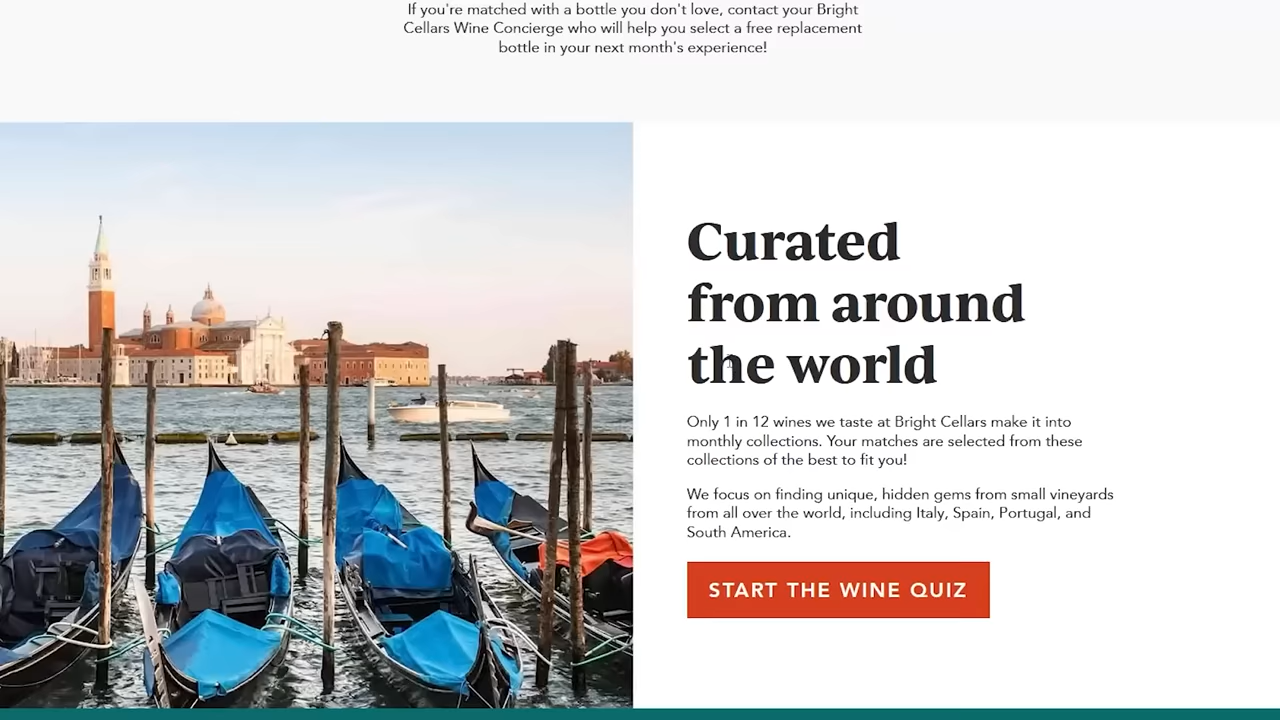 If you're matched with a bottle you don't love, contact your Bright
Cellars Wine Concierge who will help you select a free replacement
bottle in your next month's experience!
Curated
from around
the world
Only 1 in 12 wines we taste at Bright Cellars make it into
monthly collections. Your matches are selected from these
collections of the best to fit you!
We focus on finding unique, hidden gems from small vineyards
from all over the world, including Italy, Spain, Portugal, and
South America.
START THE WINE QUIZ